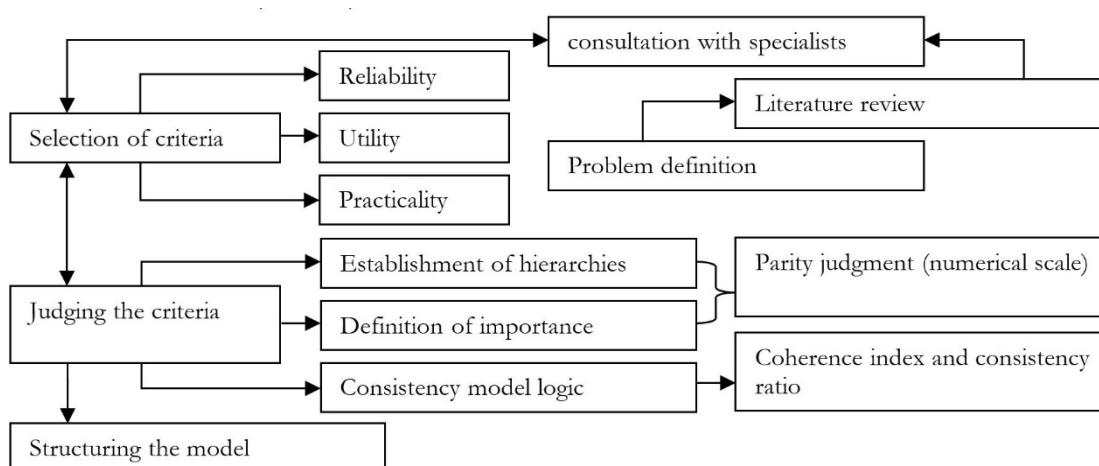 consultation with specialists
Reliability
Literature review
Selection of criteria
Utility
Problem definition
Practicality
Establishment of hierarchies
Parity judgment (numerical scale)
Judging the criteria
Definition of importance
Consistency model logic
Coherence index and consistency
ratio
Structuring the model